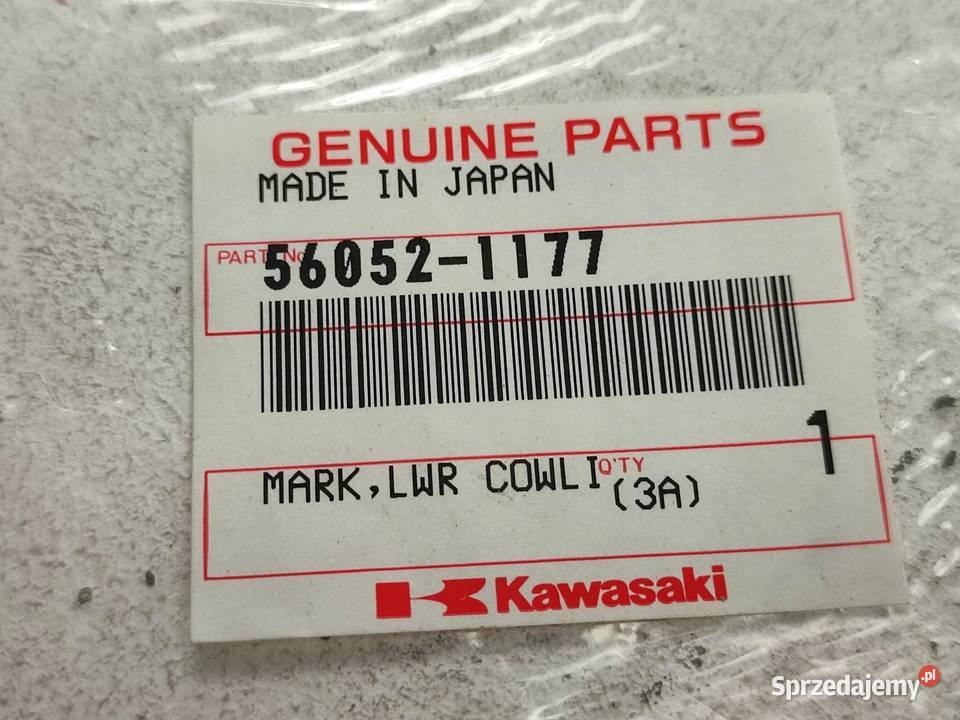 GENUINE PARTS
MADE IN JAPAN
PART No
56052-1177
1
MARK,LWR COWLI
Q'TY
(3A)
Kawasaki
Sprzedajemy.pl